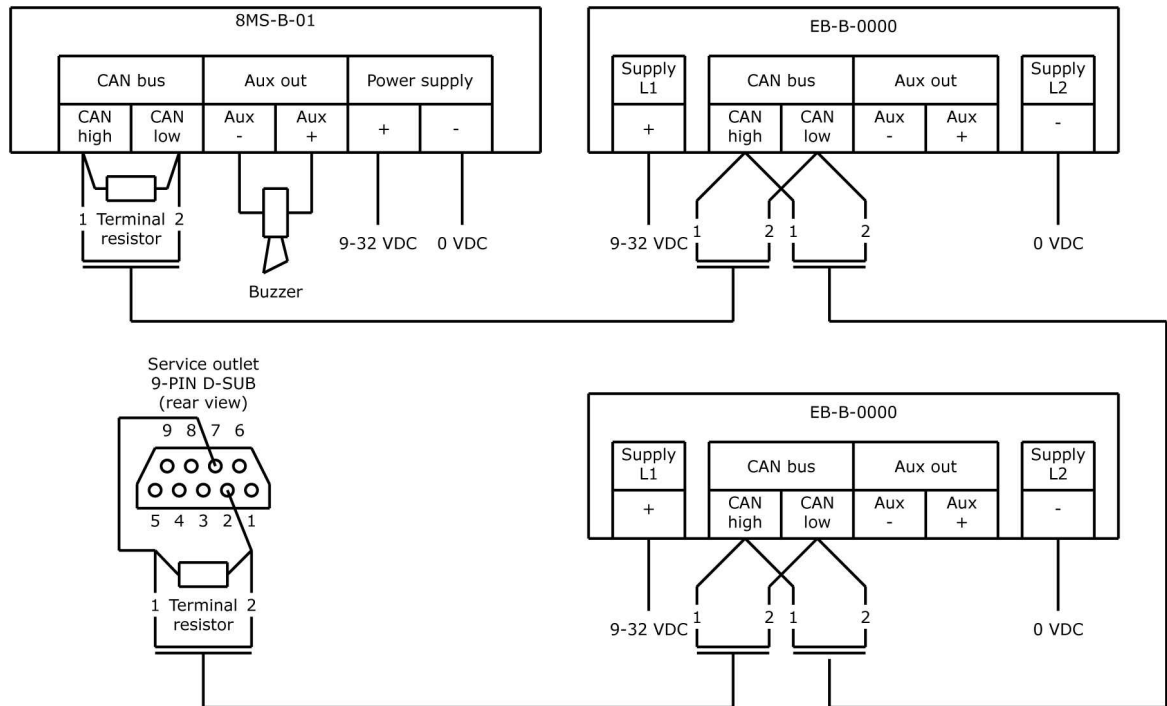 8MS-B-01
CAN bus Aux out Power supply
CAN high CAN low Aux - Aux + + -
1 Terminal 2
resistor
9-32 VDC 0 VDC
Buzzer
EB-B-0000
Supply L1 CAN bus Aux out Supply L2
+ CAN high CAN low Aux - Aux + -
1 2 1 2
9-32 VDC 0 VDC
Service outlet
9-PIN D-SUB
(rear view)
9 8 7 6
5 4 3 2 1
1 Terminal 2
resistor
EB-B-0000
Supply L1 CAN bus Aux out Supply L2
+ CAN high CAN low Aux - Aux + -
1 2 1 2
9-32 VDC 0 VDC